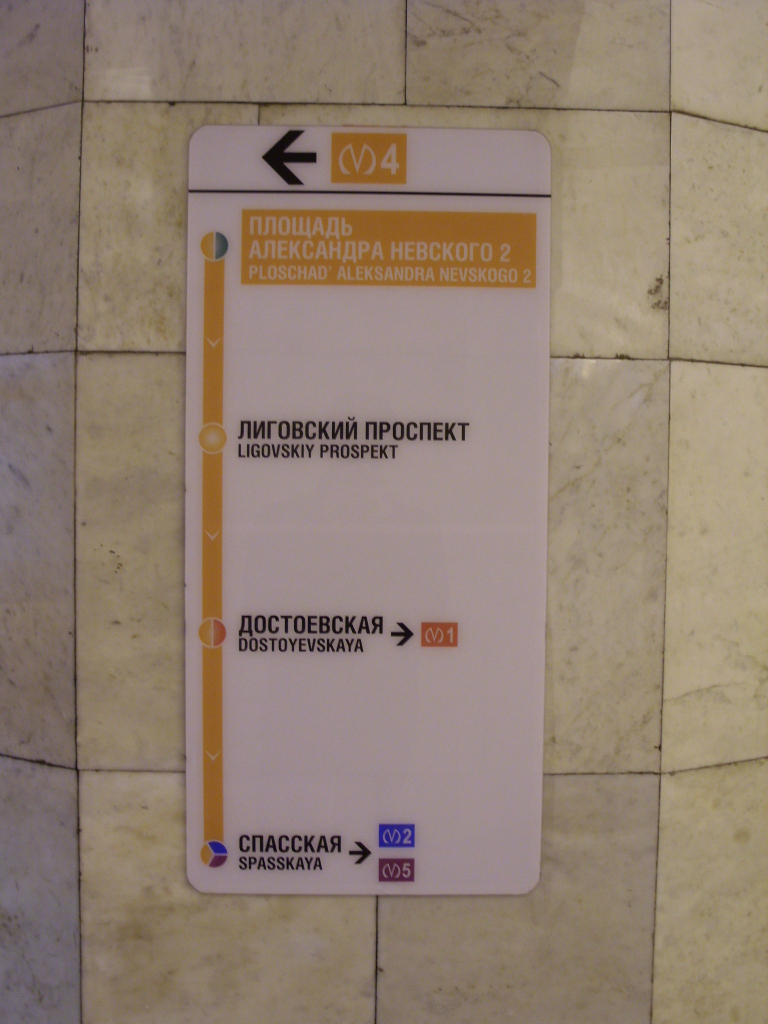 4
ПЛОЩАДЬ
АЛЕКСАНДРА НЕВСКОГО 2
PLOSCHAD' ALEKSANDRA NEVSKOGO 2
ЛИГОВСКИЙ ПРОСПЕКТ
LIGOVSKIY PROSPEKT
ДОСТОЕВСКАЯ 1
DOSTOYEVSKAYA
СПАССКАЯ 2
SPASSKAYA 5